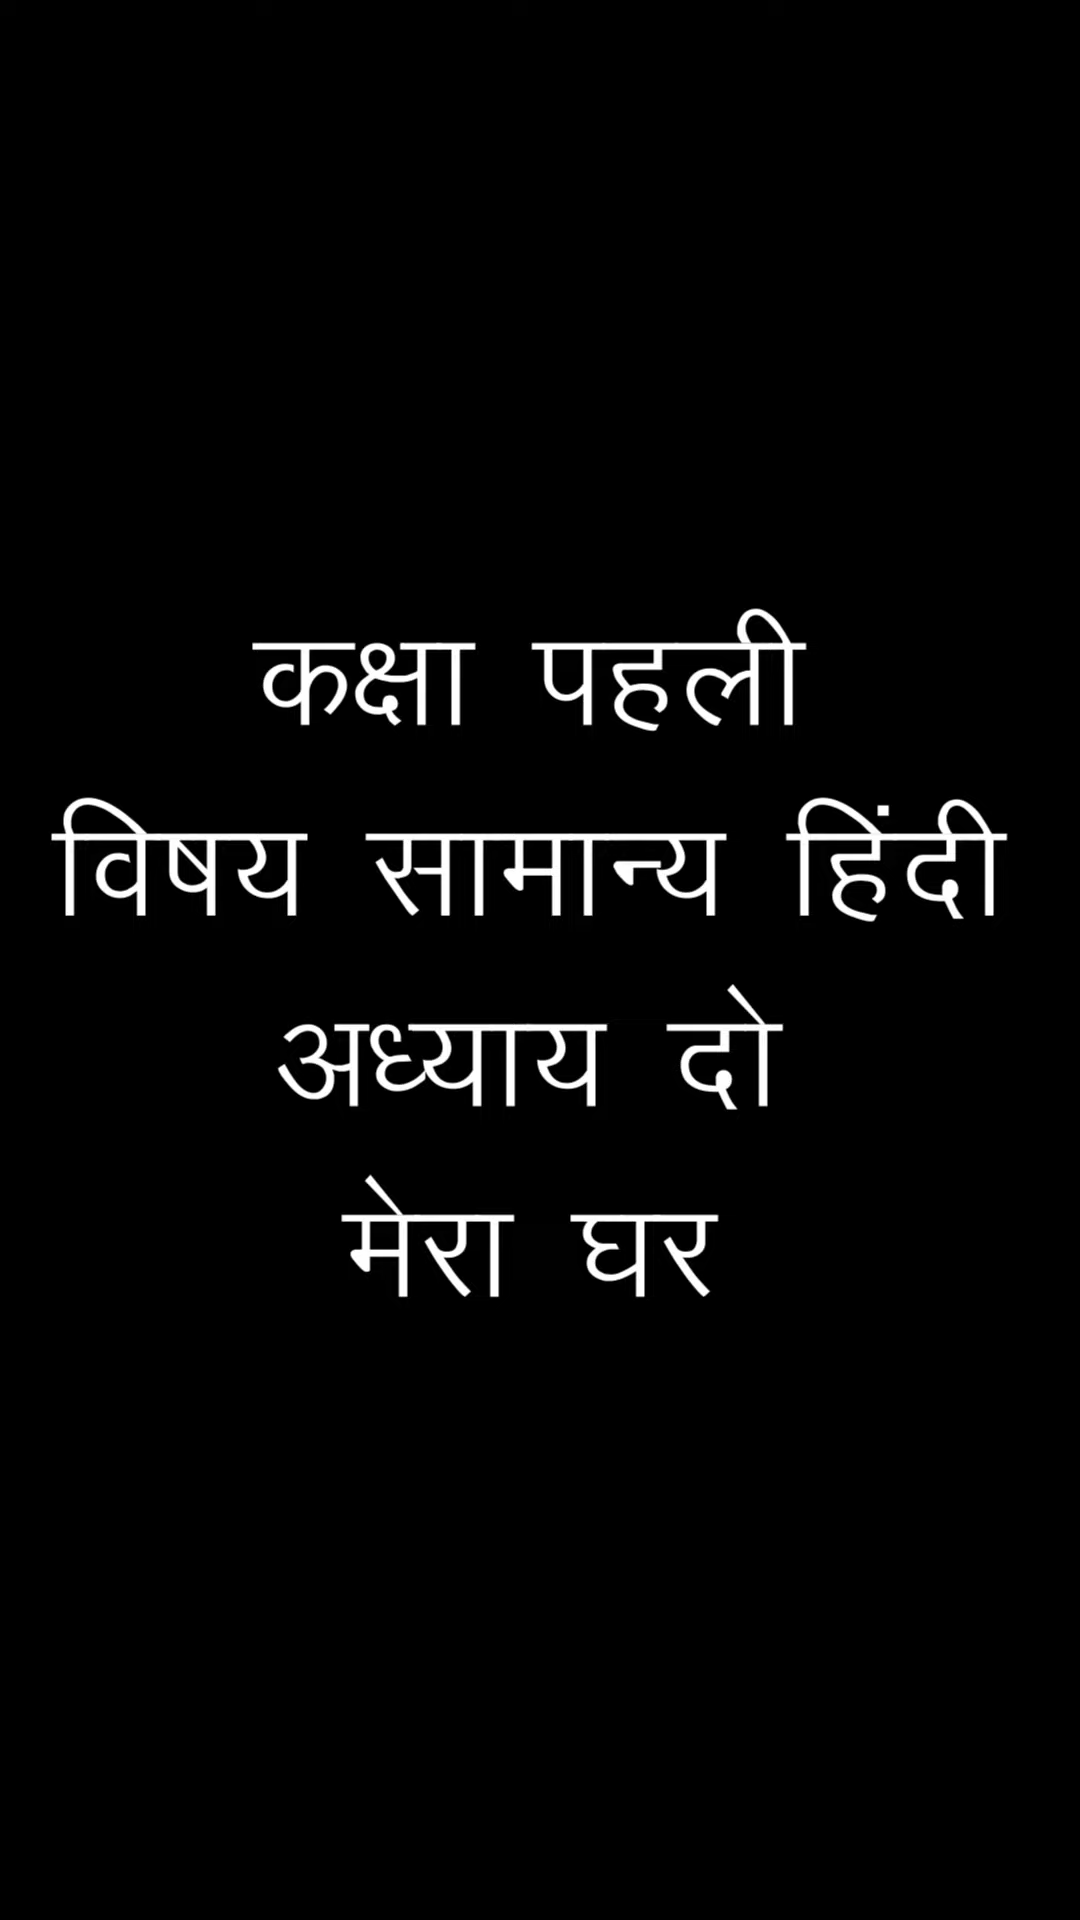 कक्षा पहली
विषय सामान्य हिंदी
अध्याय दो
मेरा घर